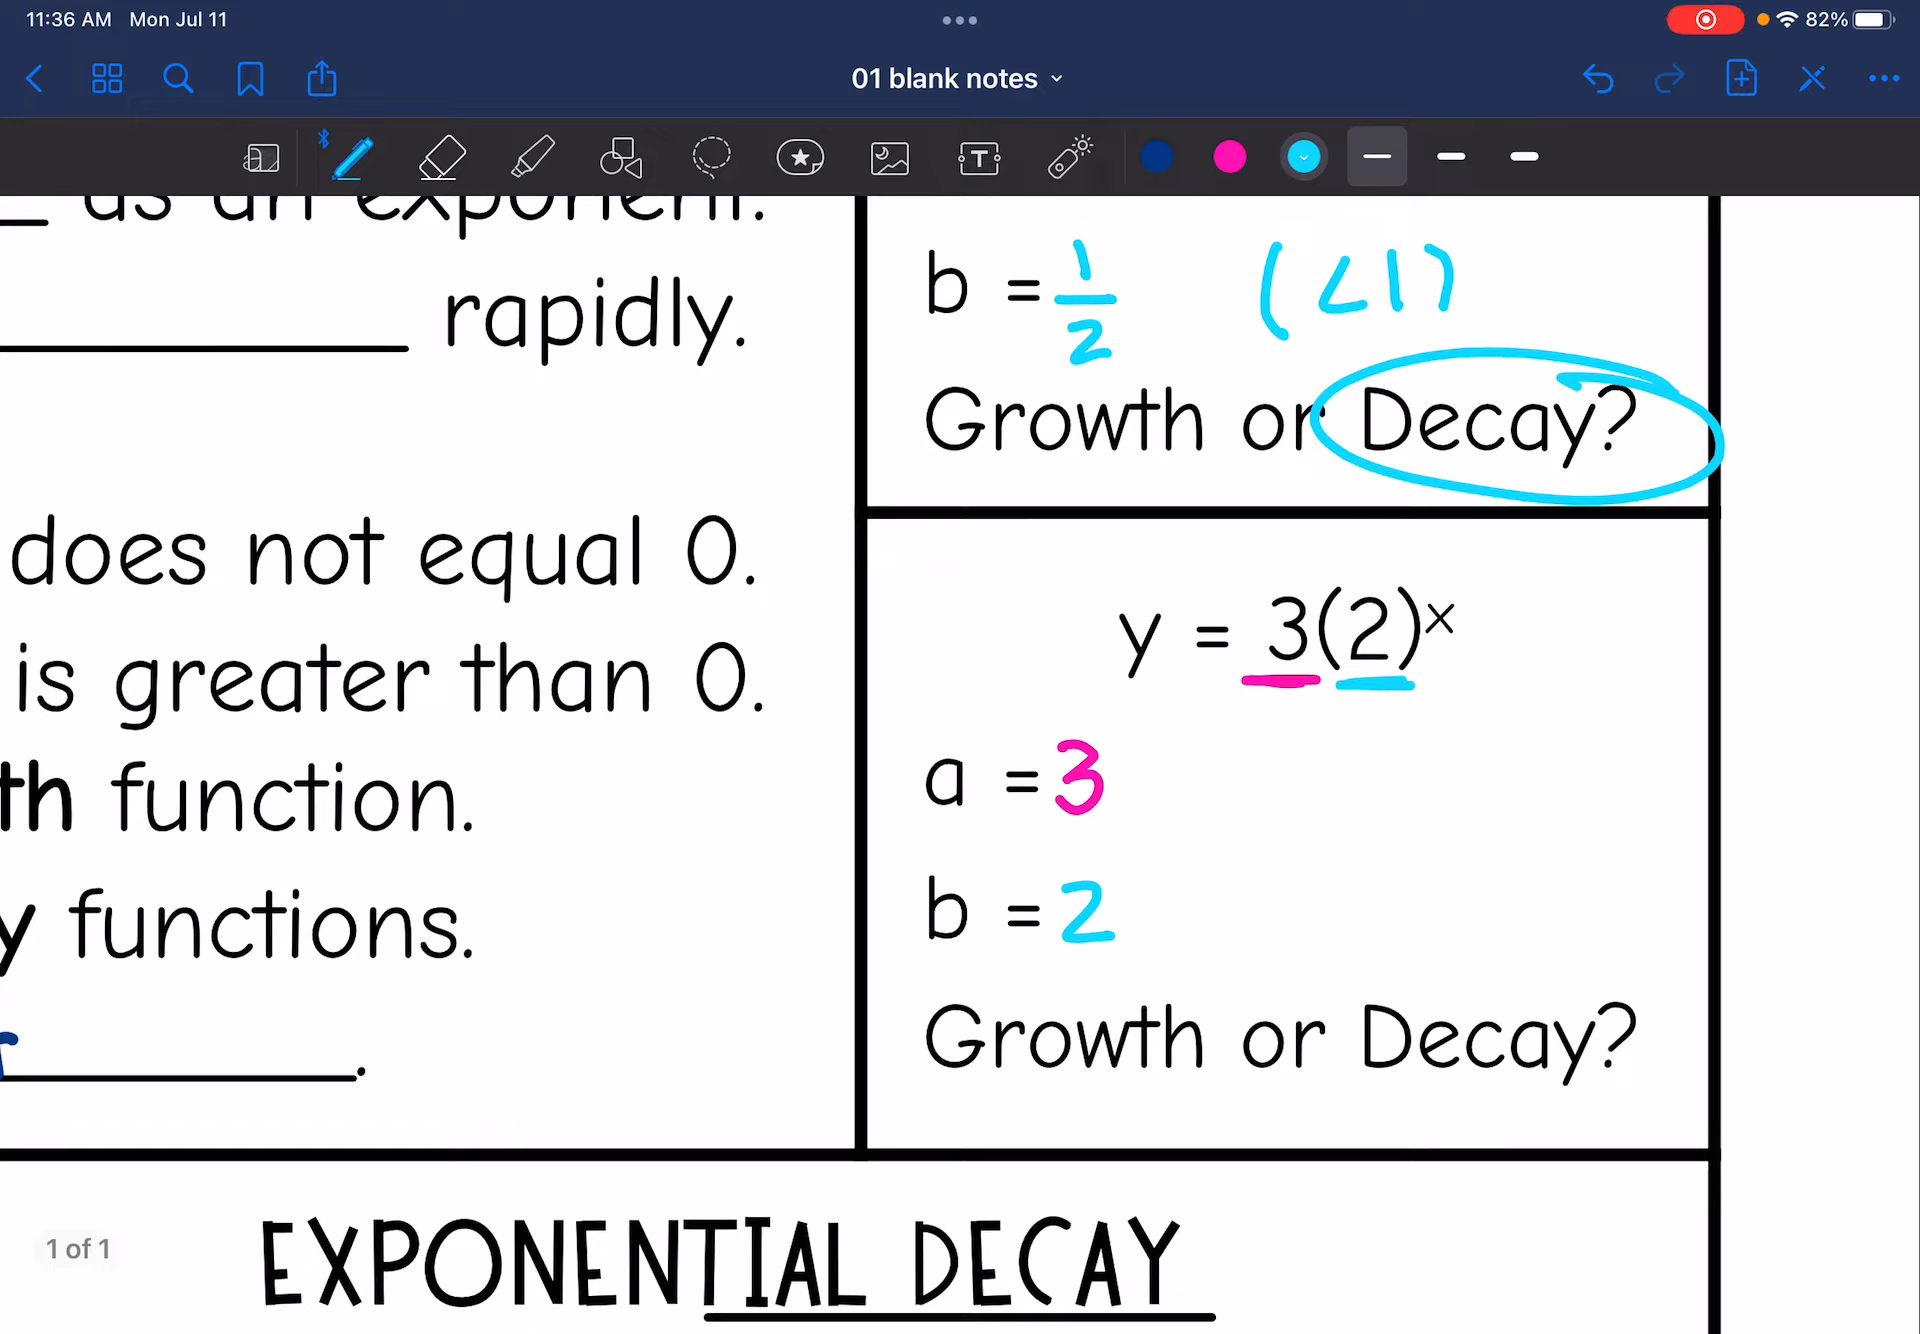 11:36 AM Mon Jul 11
82%
01 blank notes
as an exponent.
rapidly.
does not equal 0.
is greater than 0.
th function.
y functions.
.
b = 1/2 (<1)
Growth or Decay?
y = 3(2)ˣ
a = 3
b = 2
Growth or Decay?
1 of 1
EXPONENTIAL DECAY